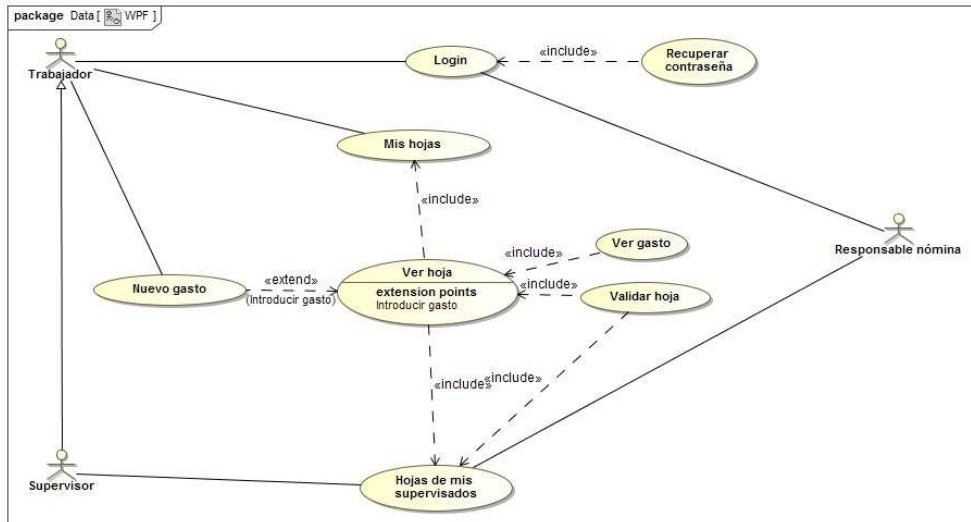 package Data [ WPF ]
Trabajador
Login
«include»
Recuperar
contraseña
Mis hojas
«include»
Responsable nómina
Ver gasto
«include»
Ver hoja
extension points
Introducir gasto
Nuevo gasto
«extend»
(Introducir gasto)
«include»
Validar hoja
«include»
«include»
Supervisor
Hojas de mis
supervisados